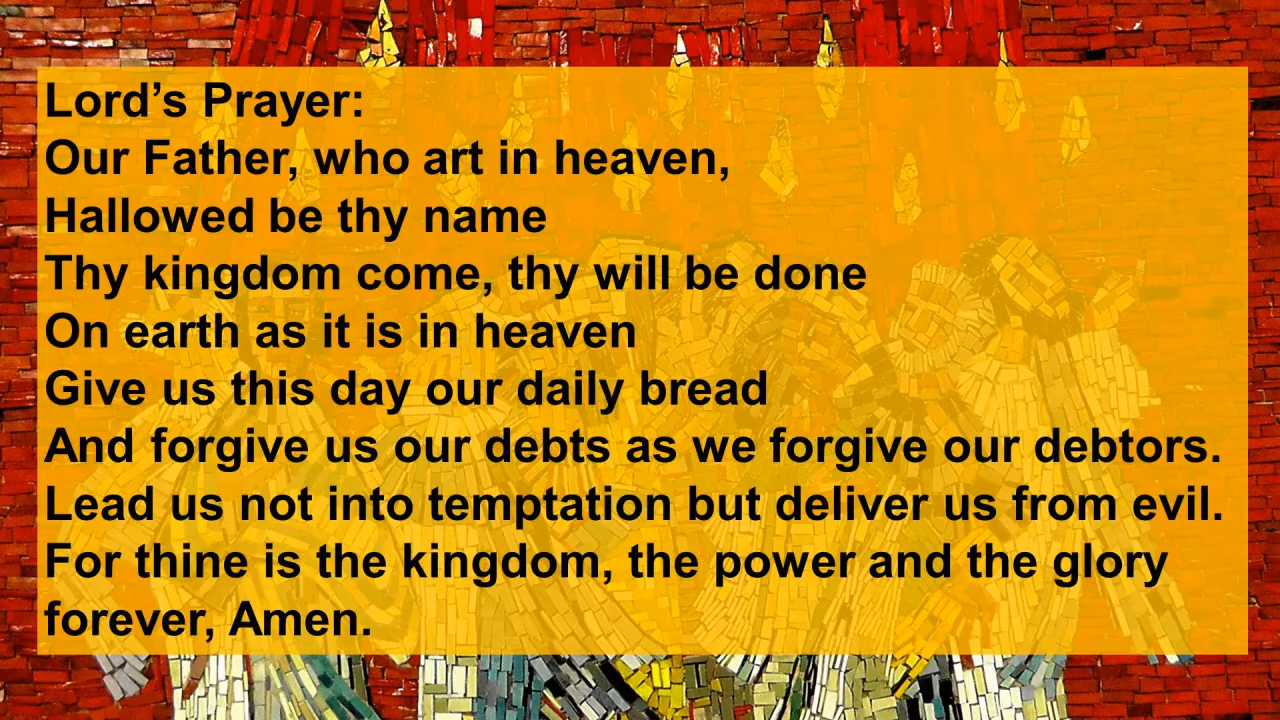 Lord’s Prayer:
Our Father, who art in heaven,
Hallowed be thy name
Thy kingdom come, thy will be done
On earth as it is in heaven
Give us this day our daily bread
And forgive us our debts as we forgive our debtors.
Lead us not into temptation but deliver us from evil.
For thine is the kingdom, the power and the glory
forever, Amen.